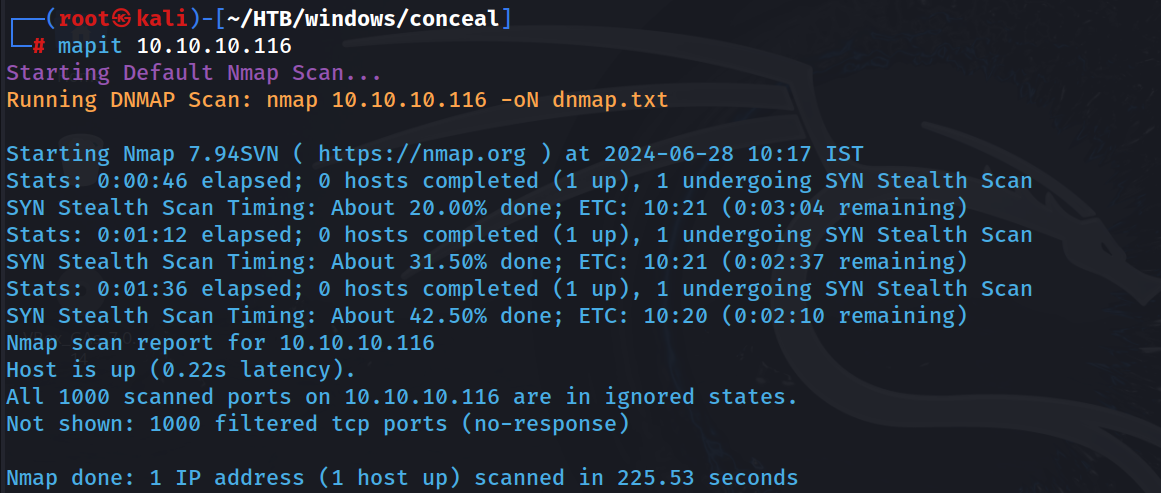 ┌──(root㉿kali)-[~/HTB/windows/conceal]
└─# mapit 10.10.10.116
Starting Default Nmap Scan...
Running DNMAP Scan: nmap 10.10.10.116 -oN dnmap.txt
Starting Nmap 7.94SVN ( https://nmap.org ) at 2024-06-28 10:17 IST
Stats: 0:00:46 elapsed; 0 hosts completed (1 up), 1 undergoing SYN Stealth Scan
SYN Stealth Scan Timing: About 20.00% done; ETC: 10:21 (0:03:04 remaining)
Stats: 0:01:12 elapsed; 0 hosts completed (1 up), 1 undergoing SYN Stealth Scan
SYN Stealth Scan Timing: About 31.50% done; ETC: 10:21 (0:02:37 remaining)
Stats: 0:01:36 elapsed; 0 hosts completed (1 up), 1 undergoing SYN Stealth Scan
SYN Stealth Scan Timing: About 42.50% done; ETC: 10:20 (0:02:10 remaining)
Nmap scan report for 10.10.10.116
Host is up (0.22s latency).
All 1000 scanned ports on 10.10.10.116 are in ignored states.
Not shown: 1000 filtered tcp ports (no-response)
Nmap done: 1 IP address (1 host up) scanned in 225.53 seconds